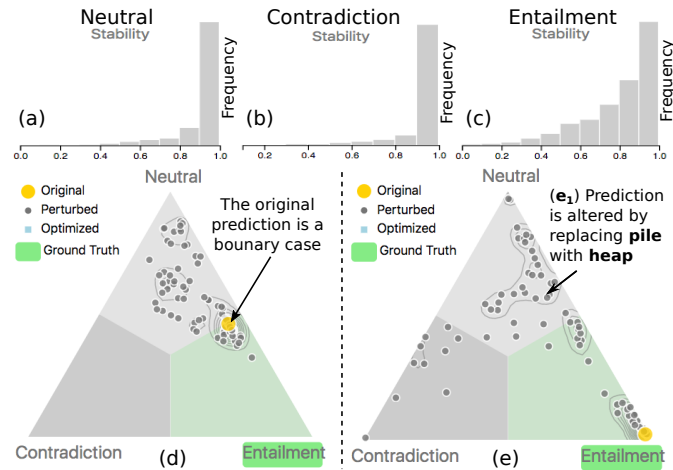 Neutral
Contradiction
Entailment
Stability
Stability
Stability
Frequency
Frequency
Frequency
(a)
(b)
(c)
0.0 0.2 0.4 0.6 0.8 1.0
0.0 0.2 0.4 0.6 0.8 1.0
0.0 0.2 0.4 0.6 0.8 1.0
Neutral
Original
Perturbed
Optimized
Ground Truth
The original
prediction is a
bounary case
Contradiction
(d)
Entailment
Neutral
Original
Perturbed
Optimized
Ground Truth
(e1) Prediction
is altered by
replacing pile
with heap
Contradiction
(e)
Entailment